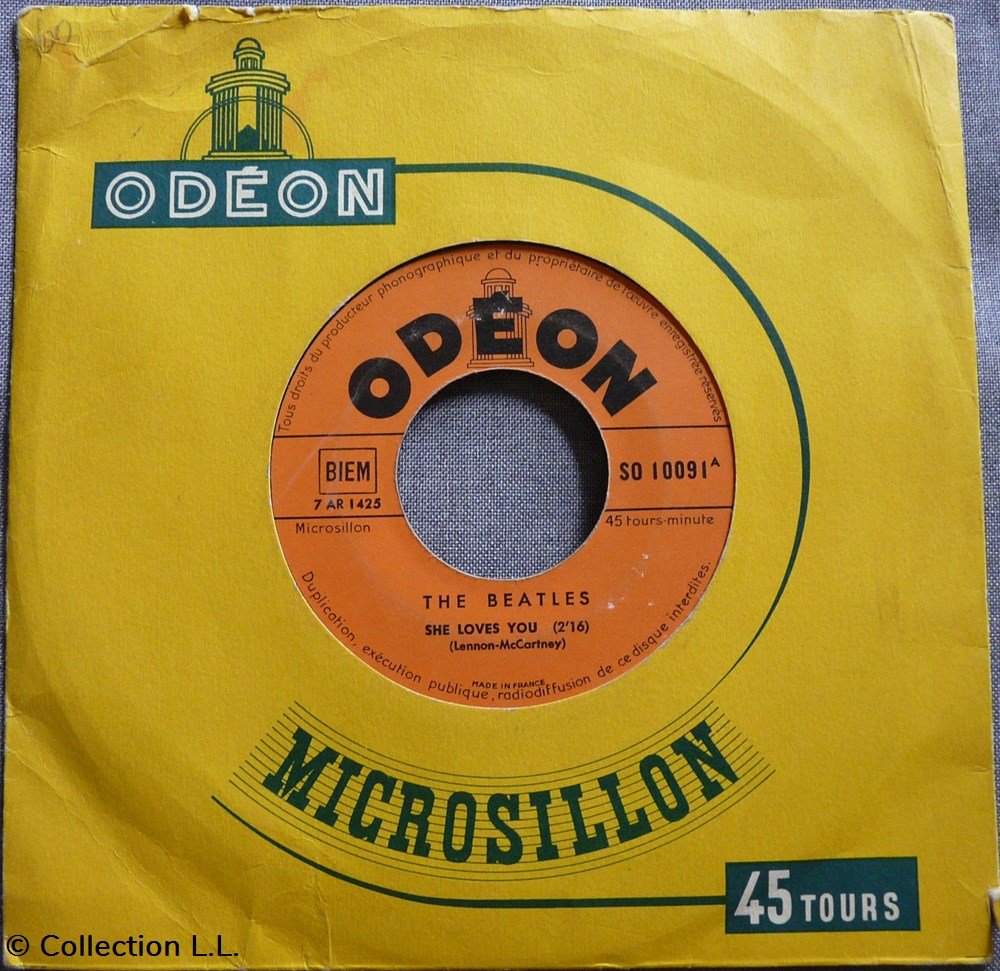 ODÉON
Tous droits du producteur phonographique et du propriétaire de l'œuvre enregistrée réservés
ODÉON
BIEM
SO 10091 A
7 AR 1425
Microsillon
45 tours-minute
THE BEATLES
SHE LOVES YOU (2'16)
(Lennon-McCartney)
MADE IN FRANCE
Duplication, exécution publique, radiodiffusion de ce disque interdites.
MICROSILLON
45 TOURS
© Collection L.L.